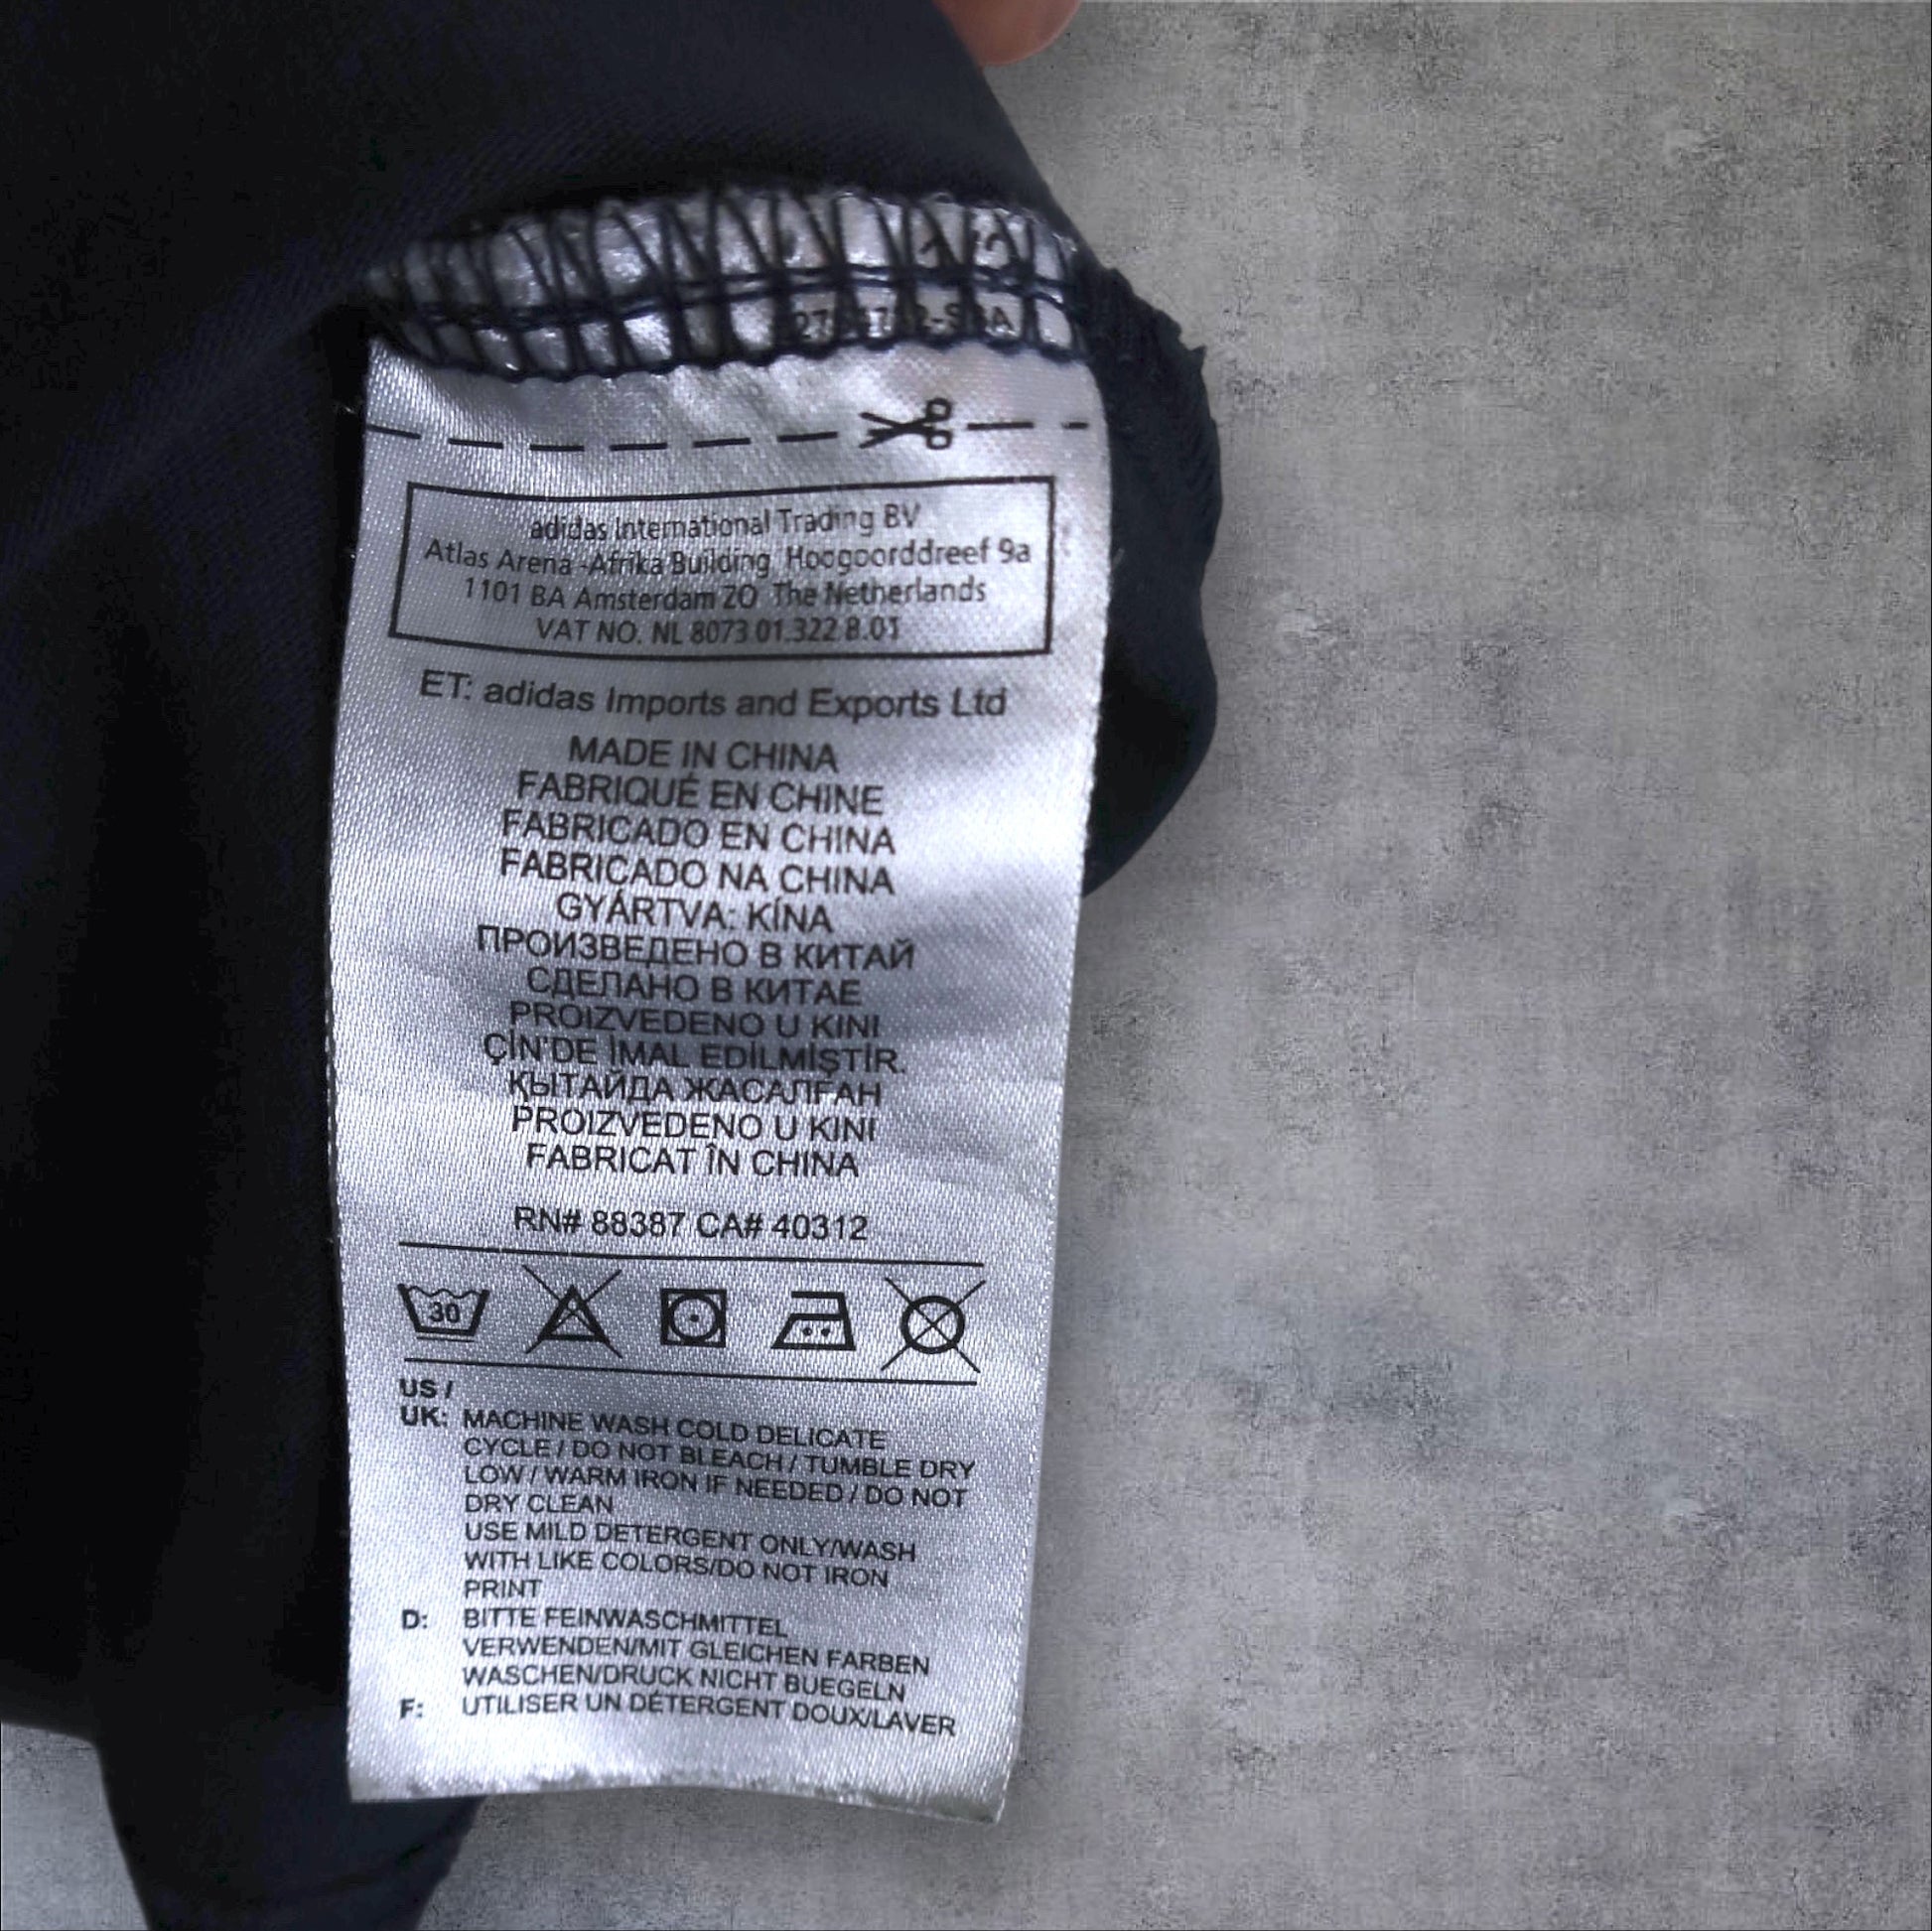 adidas International Trading BV
Atlas Arena -Afrika Building, Hoogoorddreef 9a
1101 BA Amsterdam ZO The Netherlands
VAT NO. NL 8073.01.322.B.01
ET: adidas Imports and Exports Ltd
MADE IN CHINA
FABRIQUÉ EN CHINE
FABRICADO EN CHINA
FABRICADO NA CHINA
GYÁRTVA: KÍNA
ПРОИЗВЕДЕНО В КИТАЙ
СДЕЛАНО В КИТАЕ
PROIZVEDENO U KINI
ÇİN'DE İMAL EDİLMİŞTİR.
ҚЫТАЙДА ЖАСАЛҒАН
PROIZVEDENO U KINI
FABRICAT ÎN CHINA
RN# 88387 CA# 40312
30
US /
UK: MACHINE WASH COLD DELICATE
CYCLE / DO NOT BLEACH / TUMBLE DRY
LOW / WARM IRON IF NEEDED / DO NOT
DRY CLEAN
USE MILD DETERGENT ONLY/WASH
WITH LIKE COLORS/DO NOT IRON
PRINT
D: BITTE FEINWASCHMITTEL
VERWENDEN/MIT GLEICHEN FARBEN
WASCHEN/DRUCK NICHT BUEGELN
F: UTILISER UN DÉTERGENT DOUX/LAVER